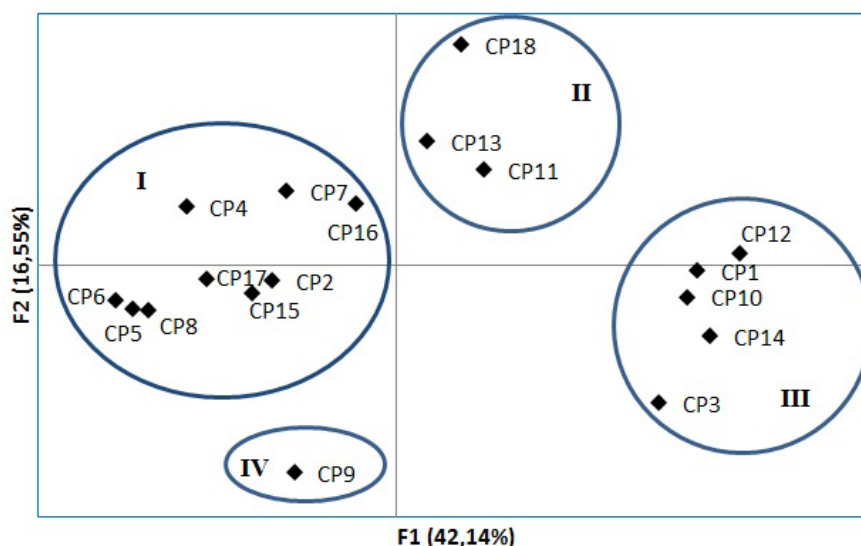 CP18
II
CP13
CP11
I
CP7
CP4
CP16
CP12
CP17
CP2
CP1
CP6
CP10
CP15
CP5
CP8
CP14
CP3
III
IV
CP9
F2 (16,55%)
F1 (42,14%)